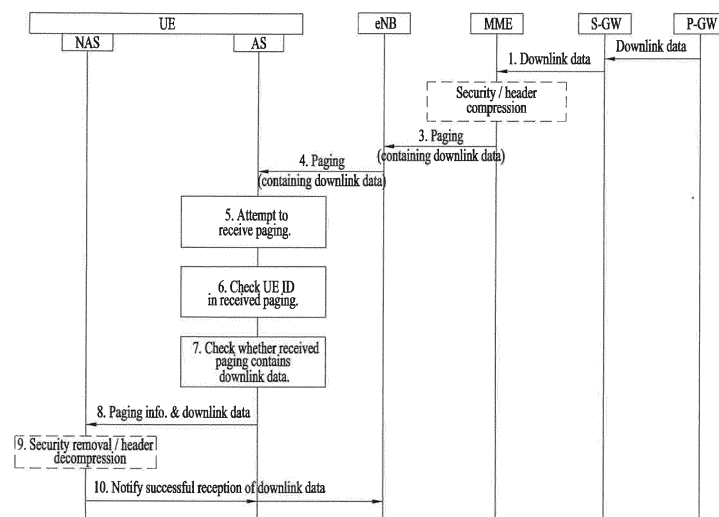 UE
eNB
MME
S-GW
P-GW
NAS
AS
Downlink data
1. Downlink data
Security / header
compression
3. Paging
(containing downlink data)
4. Paging
(containing downlink data)
5. Attempt to
receive paging.
6. Check UE ID
in received paging.
7. Check whether received
paging contains
downlink data.
8. Paging info. & downlink data
9. Security removal / header
decompression
10. Notify successful reception of downlink data